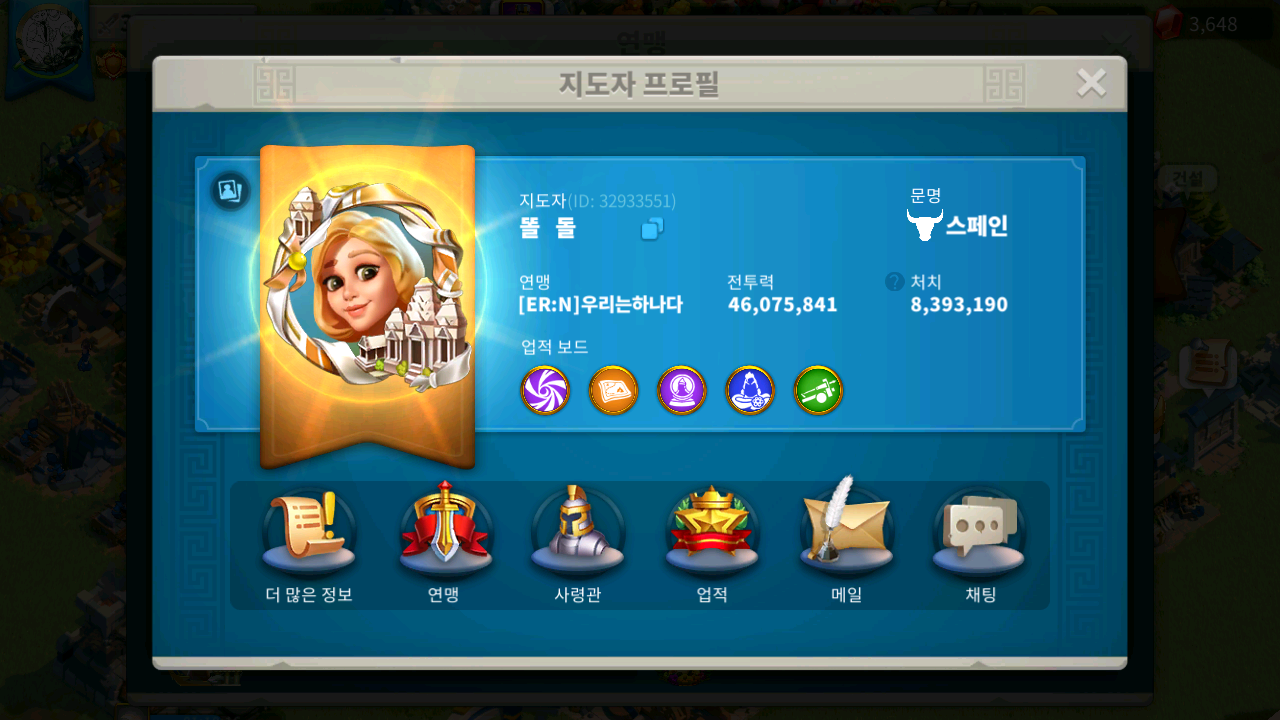 연맹
3,648
지도자 프로필
건설
지도자(ID: 32933551)
똘 돌
문명
스페인
연맹
[ER:N]우리는하나다
전투력
46,075,841
? 처치
8,393,190
업적 보드
더 많은 정보
연맹
사령관
업적
메일
채팅